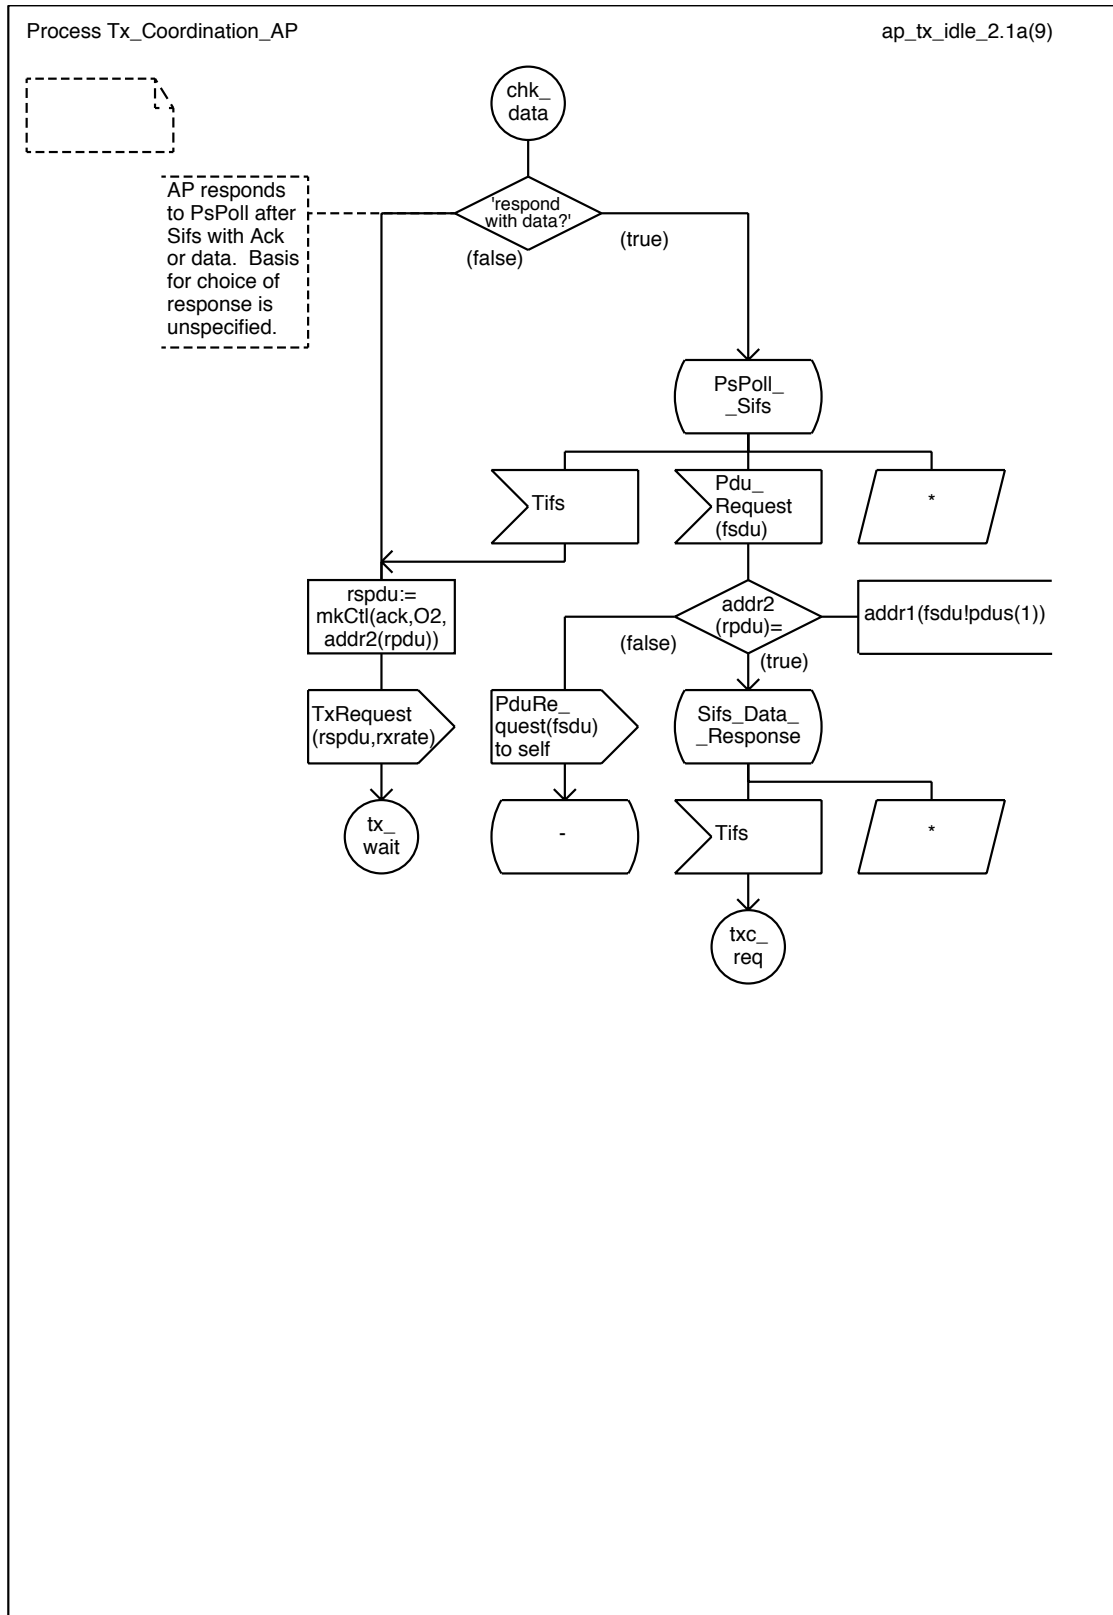 Process Tx_Coordination_AP
ap_tx_idle_2.1a(9)
chk_
data
AP responds
to PsPoll after
Sifs with Ack
or data.  Basis
for choice of
response is
unspecified.
'respond
with data?'
(false)
(true)
PsPoll_
_Sifs
Tifs
Pdu_
Request
(fsdu)
*
rspdu:=
mkCtl(ack,O2,
addr2(rpdu))
addr2
(rpdu)=
addr1(fsdu!pdus(1))
(false)
(true)
TxRequest
(rspdu,rxrate)
PduRe_
quest(fsdu)
to self
Sifs_Data_
_Response
tx_
wait
-
Tifs
*
txc_
req